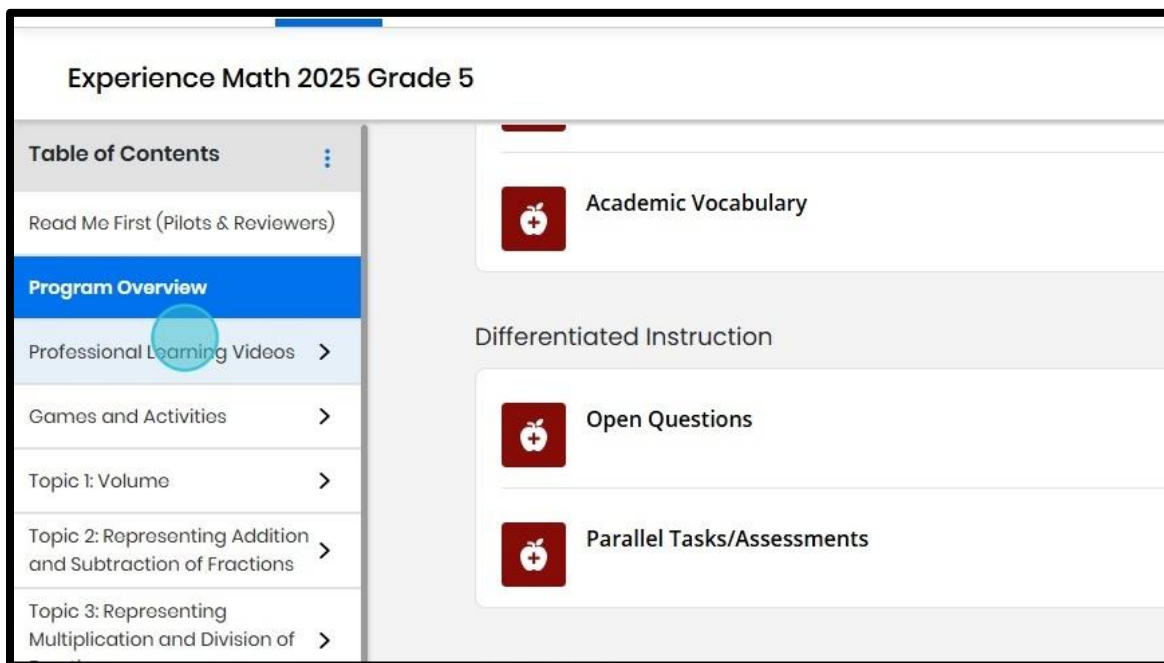 Experience Math 2025 Grade 5
Table of Contents
Read Me First (Pilots & Reviewers)
Program Overview
Professional Learning Videos
Games and Activities
Topic 1: Volume
Topic 2: Representing Addition
and Subtraction of Fractions
Topic 3: Representing
Multiplication and Division of
Academic Vocabulary
Differentiated Instruction
Open Questions
Parallel Tasks/Assessments